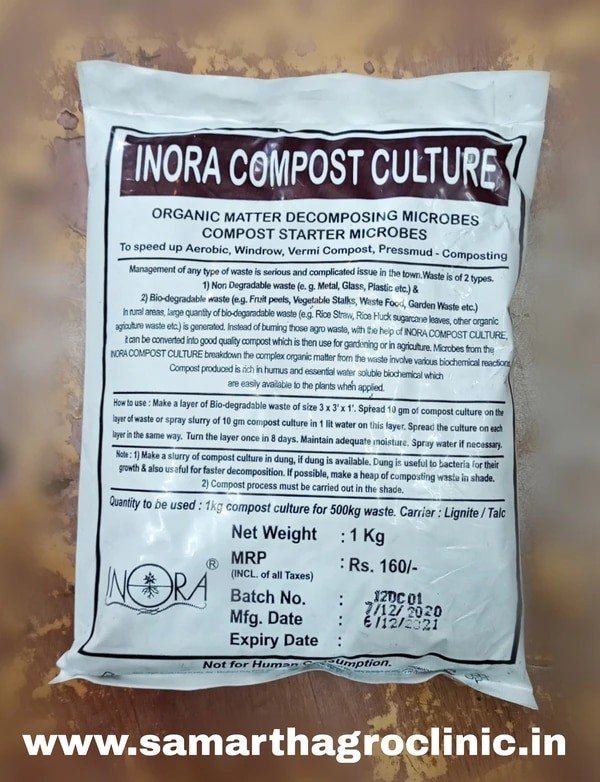 INORA COMPOST CULTURE
ORGANIC MATTER DECOMPOSING MICROBES
COMPOST STARTER MICROBES
To speed up Aerobic, Windrow, Vermi Compost, Pressmud - Composting
Management of any type of waste is serious and complicated issue in the town.Waste is of 2 types.
1) Non Degradable waste (e. g. Metal, Glass, Plastic etc.) &
2) Bio-degradable waste (e.g. Fruit peels, Vegetable Stalks, Waste Food, Garden Waste etc.)
In rural areas, large quantity of bio-degaradable waste (e.g. Rice Straw, Rice Huck sugarcane leaves, other organic
agriculture waste etc.) is generated. Instead of burning those agro waste, with the help of INORA COMPOST CULTURE,
it can be converted into good quality compost which is then use for gardening or in agriculture. Microbes from the
INORA COMPOST CULTURE breakdown the complex organic matter from the waste involve various biochemical reactions
Compost produced is rich in humus and essential water soluble biochemical which
are easily available to the plants when applied.
How to use : Make a layer of Bio-degradable waste of size 3 x 3' x 1'. Spread 10 gm of compost culture on the
layer of waste or spray slurry of 10 gm compost culture in 1 lit water on this layer. Spread the culture on each
layer in the same way. Turn the layer once in 8 days. Maintain adequate moisture. Spray water if necessary.
Note : 1) Make a slurry of compost culture in dung, if dung is available. Dung is useful to bacteria for their
growth & also useful for faster decomposition. If possible, make a heap of composting waste in shade.
2) Compost process must be carried out in the shade.
Quantity to be used : 1kg compost culture for 500kg waste. Carrier : Lignite / Talc
Net Weight : 1 Kg
MRP : Rs. 160/-
(INCL. of all Taxes)
INORA ®
Batch No. : 12DC01
Mfg. Date : 7/12/2020
Expiry Date : 6/12/2021
Not for Human Consumption.
www.samarthagroclinic.in